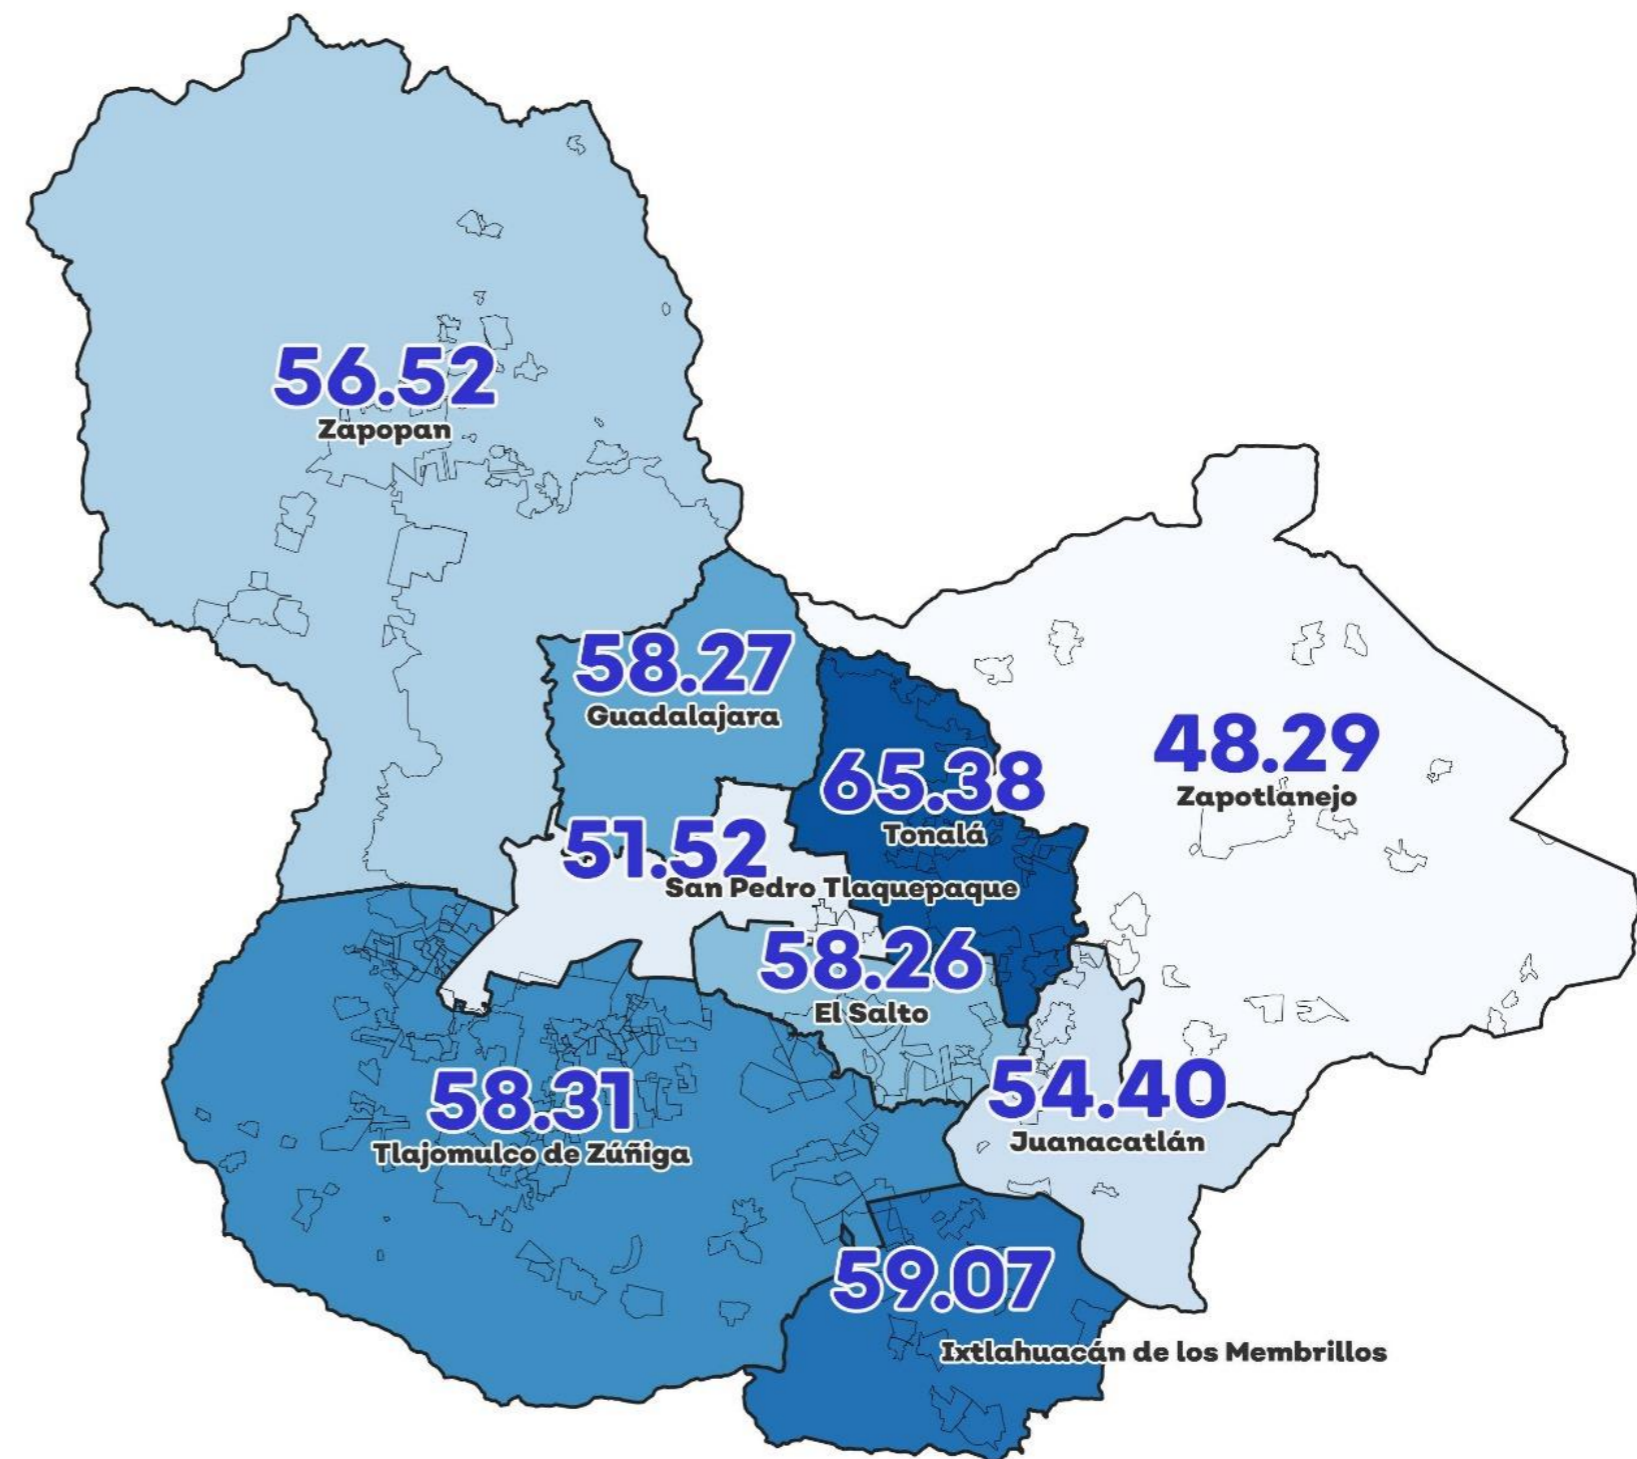 56.52
Zapopan
58.27
Guadalajara
48.29
Zapotlanejo
65.38
Tonalá
51.52
San Pedro Tlaquepaque
58.26
El Salto
58.31
Tlajomulco de Zúñiga
54.40
Juanacatlán
59.07
Ixtlahuacán de los Membrillos